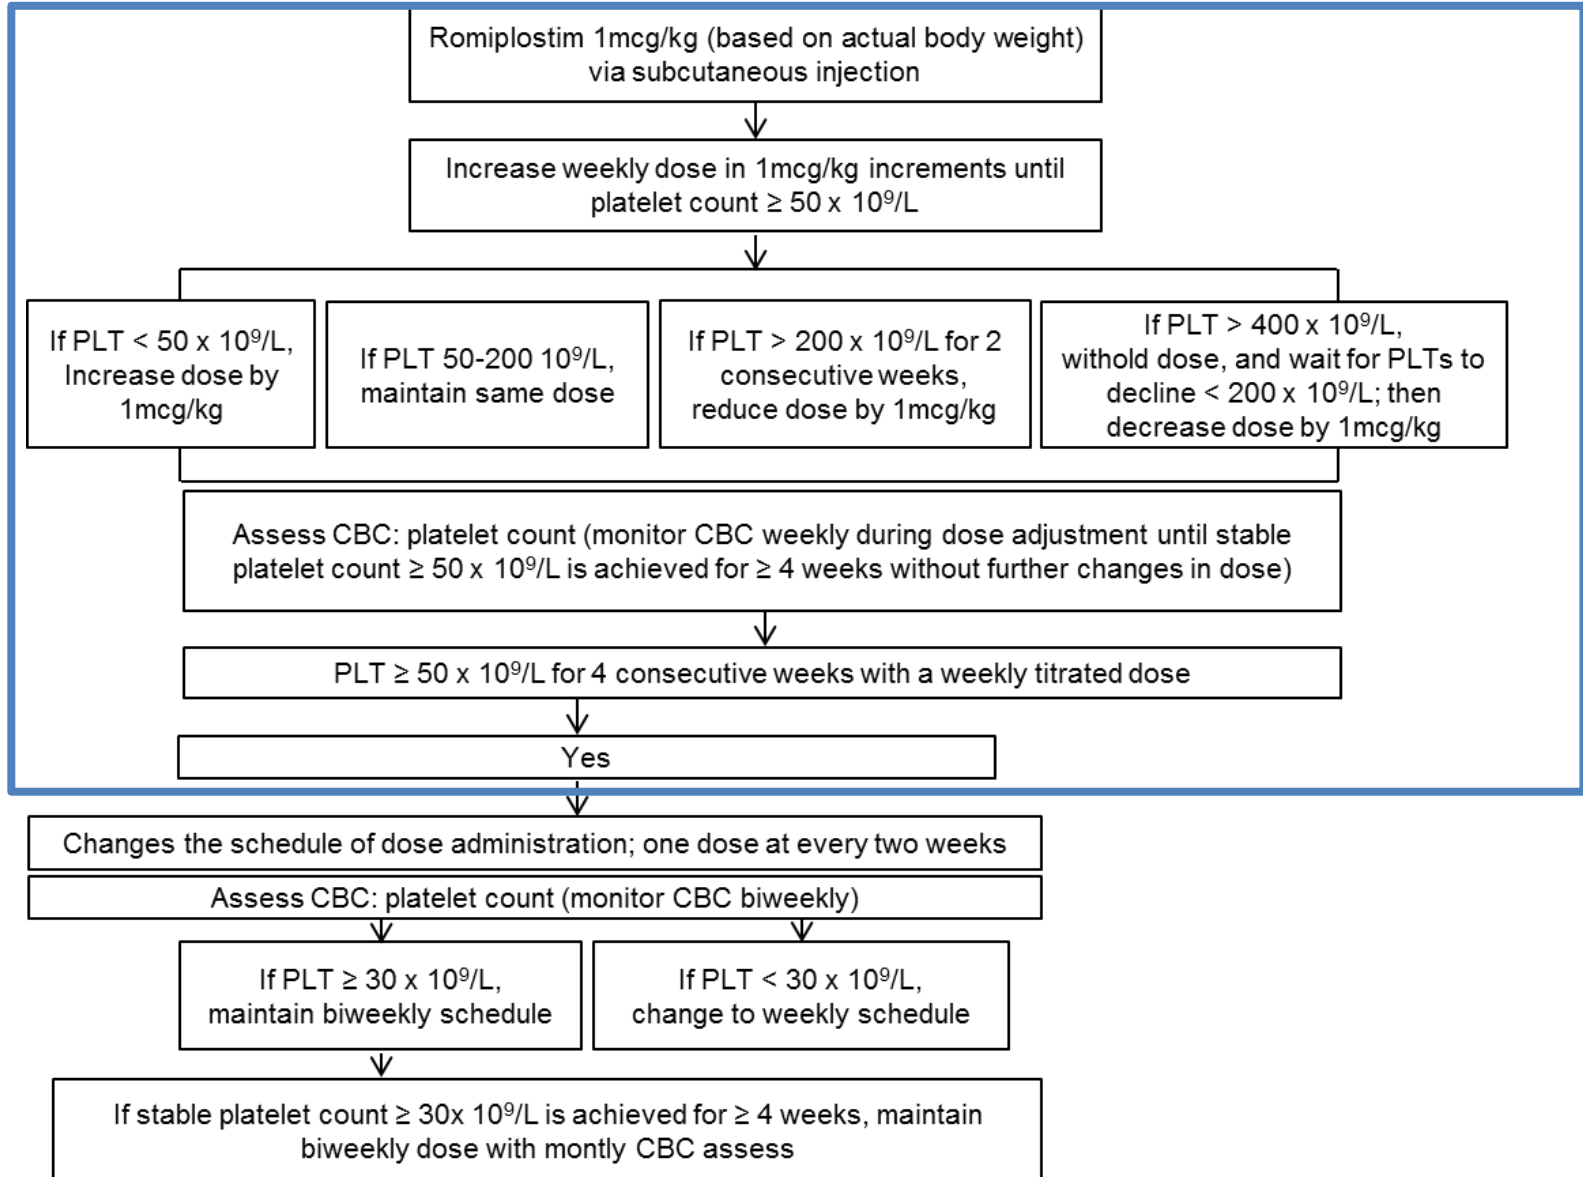 Romiplostim 1mcg/kg (based on actual body weight)
via subcutaneous injection
Increase weekly dose in 1mcg/kg increments until
platelet count ≥ 50 x 10⁹/L
If PLT < 50 x 10⁹/L,
Increase dose by
1mcg/kg
If PLT 50-200 10⁹/L,
maintain same dose
If PLT > 200 x 10⁹/L for 2
consecutive weeks,
reduce dose by 1mcg/kg
If PLT > 400 x 10⁹/L,
withold dose, and wait for PLTs to
decline < 200 x 10⁹/L; then
decrease dose by 1mcg/kg
Assess CBC: platelet count (monitor CBC weekly during dose adjustment until stable
platelet count ≥ 50 x 10⁹/L is achieved for ≥ 4 weeks without further changes in dose)
PLT ≥ 50 x 10⁹/L for 4 consecutive weeks with a weekly titrated dose
Yes
Changes the schedule of dose administration; one dose at every two weeks
Assess CBC: platelet count (monitor CBC biweekly)
If PLT ≥ 30 x 10⁹/L,
maintain biweekly schedule
If PLT < 30 x 10⁹/L,
change to weekly schedule
If stable platelet count ≥ 30x 10⁹/L is achieved for ≥ 4 weeks, maintain
biweekly dose with montly CBC assess